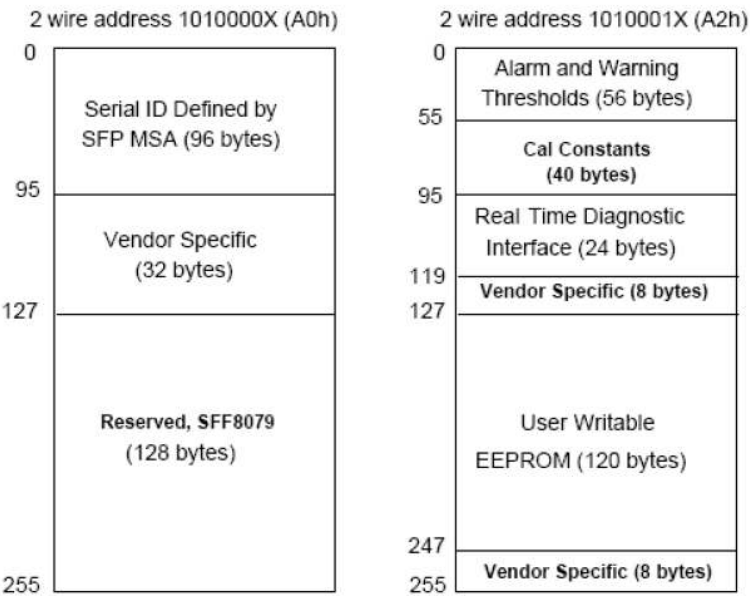 2 wire address 1010000X (A0h)
0
Serial ID Defined by
SFP MSA (96 bytes)
95
Vendor Specific
(32 bytes)
127
Reserved, SFF8079
(128 bytes)
255
2 wire address 1010001X (A2h)
0
Alarm and Warning
Thresholds (56 bytes)
55
Cal Constants
(40 bytes)
95
Real Time Diagnostic
Interface (24 bytes)
119
Vendor Specific (8 bytes)
127
User Writable
EEPROM (120 bytes)
247
Vendor Specific (8 bytes)
255